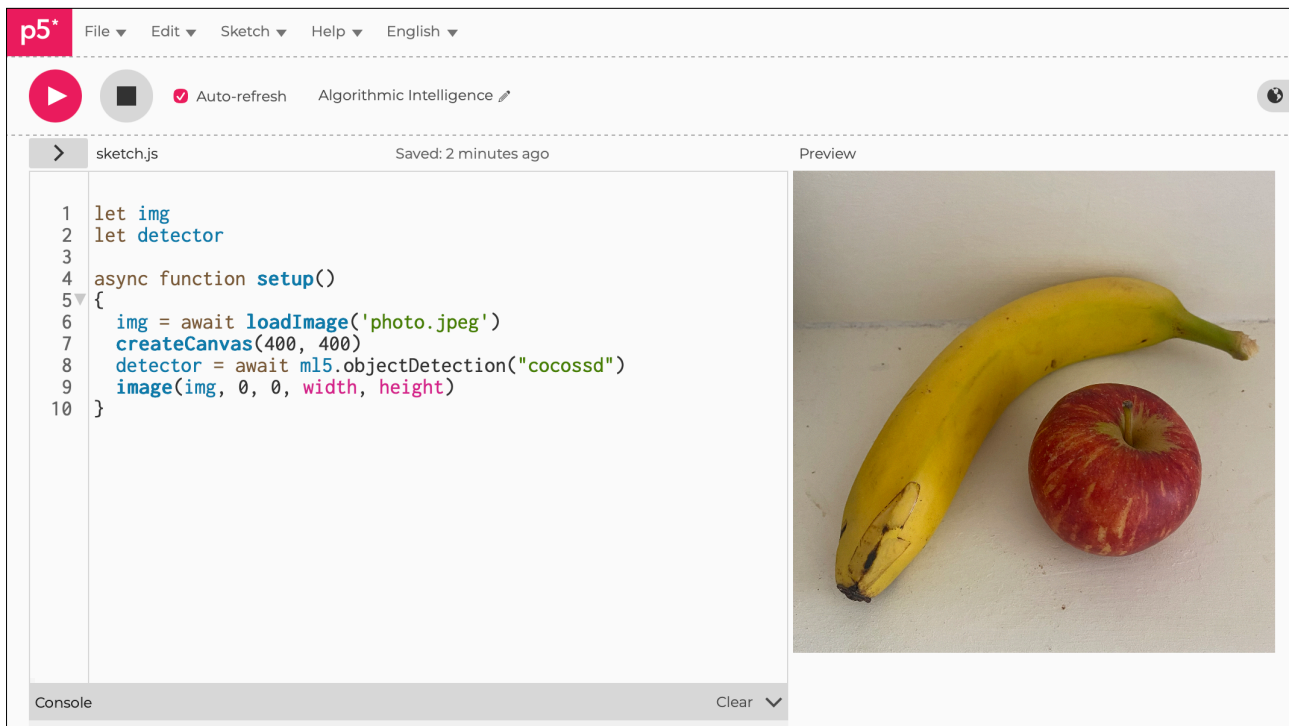 p5* File Edit Sketch Help English
Auto-refresh Algorithmic Intelligence
sketch.js Saved: 2 minutes ago Preview
1 let img
2 let detector
3
4 async function setup()
5 {
6 img = await loadImage('photo.jpeg')
7 createCanvas(400, 400)
8 detector = await ml5.objectDetection("cocossd")
9 image(img, 0, 0, width, height)
10 }
Console Clear